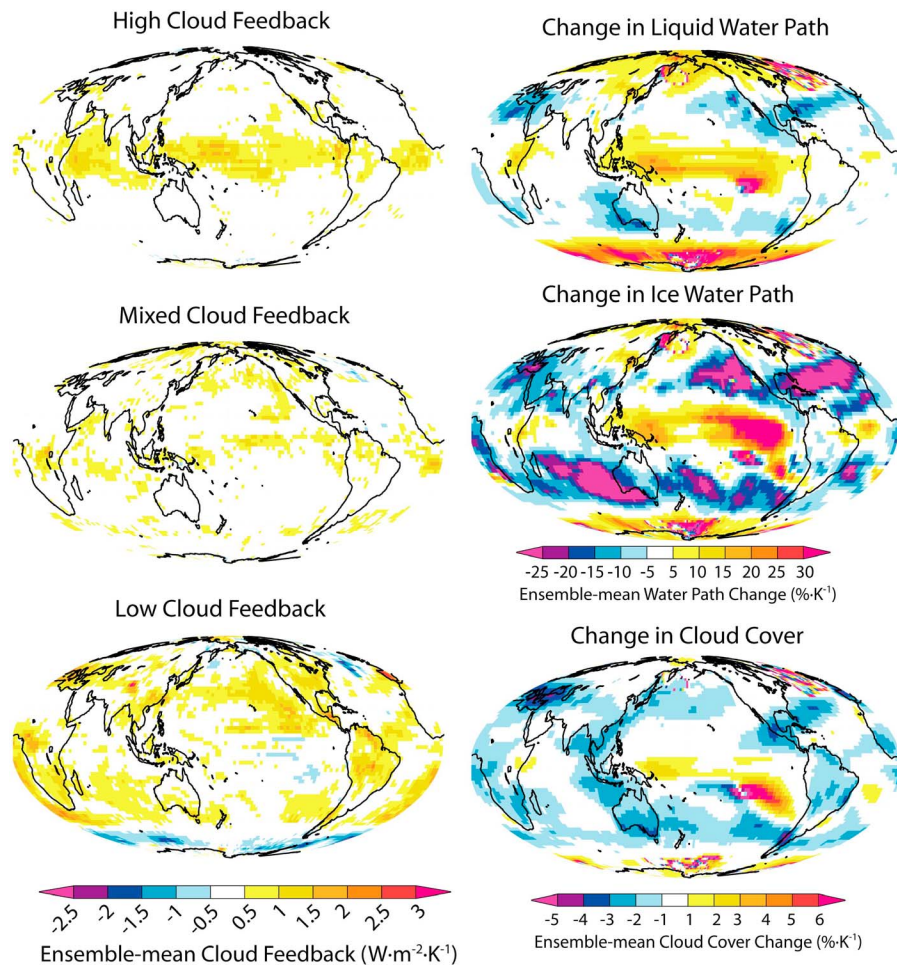 High Cloud Feedback
Change in Liquid Water Path
Mixed Cloud Feedback
Change in Ice Water Path
-25 -20 -15 -10 -5 5 10 15 20 25 30
Ensemble-mean Water Path Change (%·K⁻¹)
Low Cloud Feedback
Change in Cloud Cover
-2.5 -2 -1.5 -1 -0.5 0.5 1 1.5 2 2.5 3
Ensemble-mean Cloud Feedback (W·m⁻²·K⁻¹)
-5 -4 -3 -2 -1 1 3 4 5 6
Ensemble-mean Cloud Cover Change (%·K⁻¹)